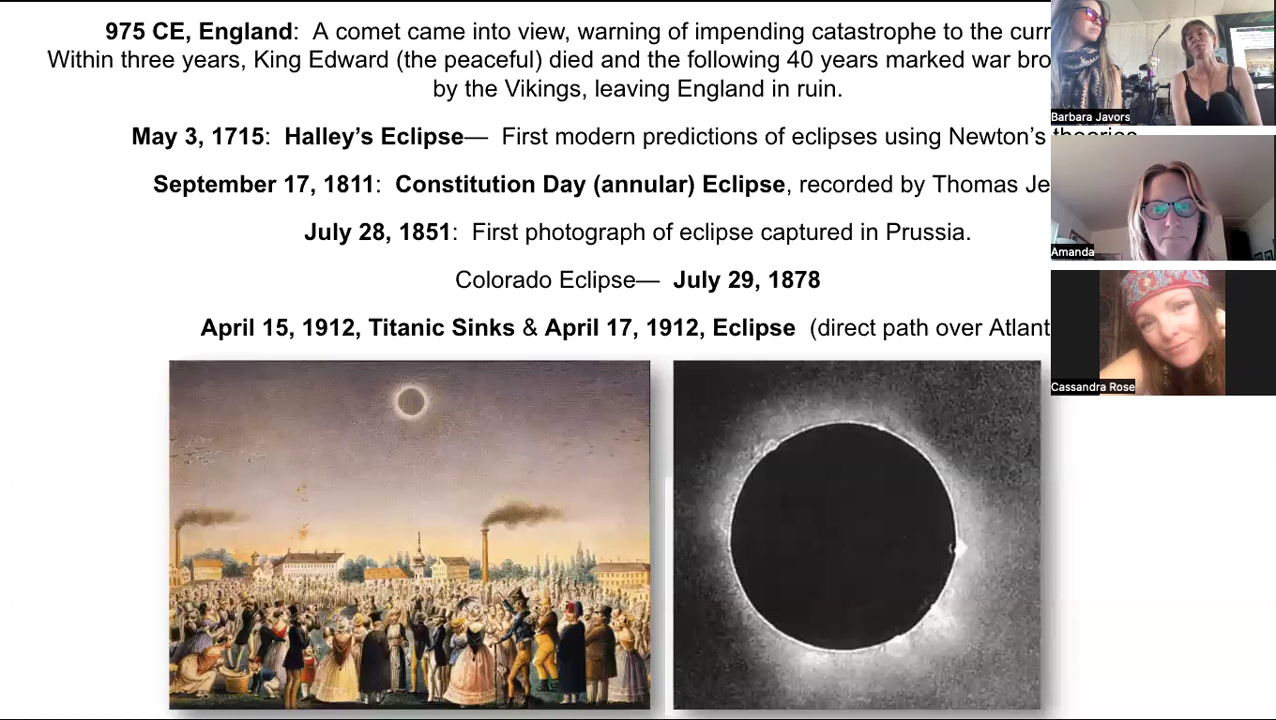 975 CE, England:  A comet came into view, warning of impending catastrophe to the curr
Within three years, King Edward (the peaceful) died and the following 40 years marked war bro
by the Vikings, leaving England in ruin.
May 3, 1715:  Halley’s Eclipse—  First modern predictions of eclipses using Newton’s theories
September 17, 1811:  Constitution Day (annular) Eclipse, recorded by Thomas Je
July 28, 1851:  First photograph of eclipse captured in Prussia.
Colorado Eclipse—  July 29, 1878
April 15, 1912, Titanic Sinks & April 17, 1912, Eclipse  (direct path over Atlant
Barbara Javors
Amanda
Cassandra Rose